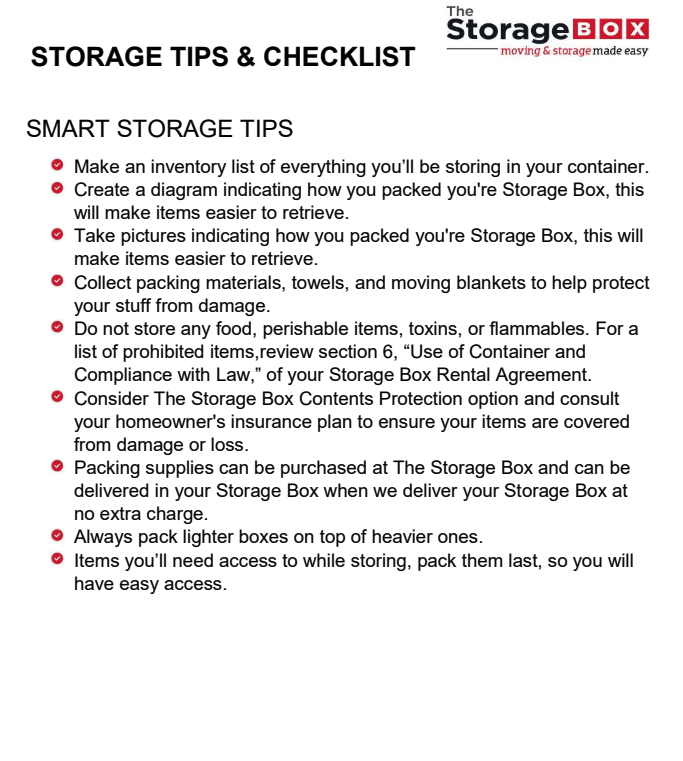 The
Storage BOX
moving & storage made easy
STORAGE TIPS & CHECKLIST
SMART STORAGE TIPS
Make an inventory list of everything you’ll be storing in your container.
Create a diagram indicating how you packed you're Storage Box, this
will make items easier to retrieve.
Take pictures indicating how you packed you're Storage Box, this will
make items easier to retrieve.
Collect packing materials, towels, and moving blankets to help protect
your stuff from damage.
Do not store any food, perishable items, toxins, or flammables. For a
list of prohibited items,review section 6, “Use of Container and
Compliance with Law,” of your Storage Box Rental Agreement.
Consider The Storage Box Contents Protection option and consult
your homeowner's insurance plan to ensure your items are covered
from damage or loss.
Packing supplies can be purchased at The Storage Box and can be
delivered in your Storage Box when we deliver your Storage Box at
no extra charge.
Always pack lighter boxes on top of heavier ones.
Items you’ll need access to while storing, pack them last, so you will
have easy access.